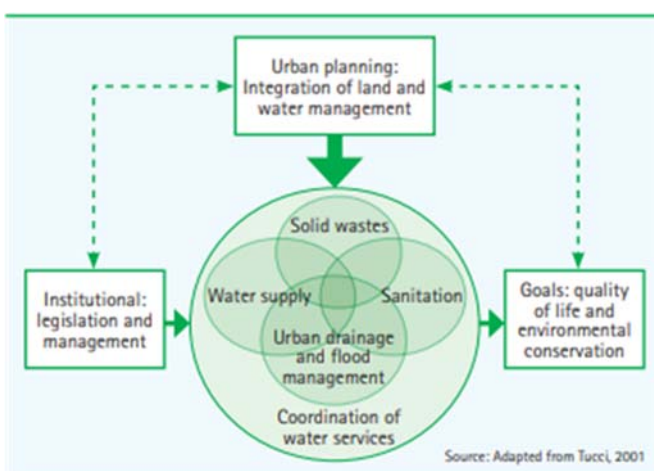 Urban planning:
Integration of land and
water management
Solid wastes
Water supply
Sanitation
Urban drainage
and flood
management
Coordination of
water services
Institutional:
legislation and
management
Goals: quality
of life and
environmental
conservation
Source: Adapted from Tucci, 2001